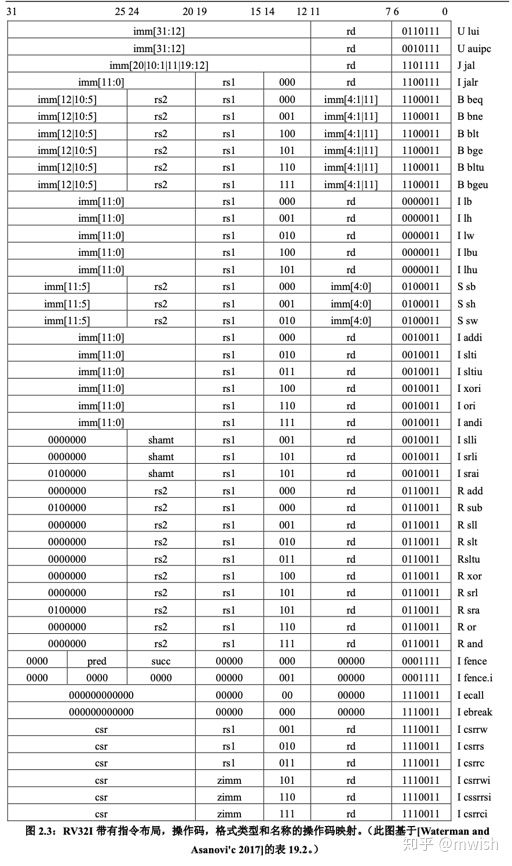 31 25 24 20 19 15 14 12 11 7 6 0
imm[31:12] rd 0110111 U lui
imm[31:12] rd 0010111 U auipc
imm[20|10:1|11|19:12] rd 1101111 J jal
imm[11:0] rs1 000 rd 1100111 I jalr
imm[12|10:5] rs2 rs1 000 imm[4:1|11] 1100011 B beq
imm[12|10:5] rs2 rs1 001 imm[4:1|11] 1100011 B bne
imm[12|10:5] rs2 rs1 100 imm[4:1|11] 1100011 B blt
imm[12|10:5] rs2 rs1 101 imm[4:1|11] 1100011 B bge
imm[12|10:5] rs2 rs1 110 imm[4:1|11] 1100011 B bltu
imm[12|10:5] rs2 rs1 111 imm[4:1|11] 1100011 B bgeu
imm[11:0] rs1 000 rd 0000011 I lb
imm[11:0] rs1 001 rd 0000011 I lh
imm[11:0] rs1 010 rd 0000011 I lw
imm[11:0] rs1 100 rd 0000011 I lbu
imm[11:0] rs1 101 rd 0000011 I lhu
imm[11:5] rs2 rs1 000 imm[4:0] 0100011 S sb
imm[11:5] rs2 rs1 001 imm[4:0] 0100011 S sh
imm[11:5] rs2 rs1 010 imm[4:0] 0100011 S sw
imm[11:0] rs1 000 rd 0010011 I addi
imm[11:0] rs1 010 rd 0010011 I slti
imm[11:0] rs1 011 rd 0010011 I sltiu
imm[11:0] rs1 100 rd 0010011 I xori
imm[11:0] rs1 110 rd 0010011 I ori
imm[11:0] rs1 111 rd 0010011 I andi
0000000 shamt rs1 001 rd 0010011 I slli
0000000 shamt rs1 101 rd 0010011 I srli
0100000 shamt rs1 101 rd 0010011 I srai
0000000 rs2 rs1 000 rd 0110011 R add
0100000 rs2 rs1 000 rd 0110011 R sub
0000000 rs2 rs1 001 rd 0110011 R sll
0000000 rs2 rs1 010 rd 0110011 R slt
0000000 rs2 rs1 011 rd 0110011 Rsltu
0000000 rs2 rs1 100 rd 0110011 R xor
0000000 rs2 rs1 101 rd 0110011 R srl
0100000 rs2 rs1 101 rd 0110011 R sra
0000000 rs2 rs1 110 rd 0110011 R or
0000000 rs2 rs1 111 rd 0110011 R and
0000 pred succ 00000 000 00000 0001111 I fence
0000 0000 0000 00000 001 00000 0001111 I fence.i
000000000000 00000 00 00000 1110011 I ecall
000000000000 00000 000 00000 1110011 I ebreak
csr rs1 001 rd 1110011 I csrrw
csr rs1 010 rd 1110011 I csrrs
csr rs1 011 rd 1110011 I csrrc
csr zimm 101 rd 1110011 I csrrwi
csr zimm 110 rd 1110011 I cssrrsi
csr zimm 111 rd 1110011 I csrrci
图 2.3：RV32I 带有指令布局，操作码，格式类型和名称的操作码映射。（此图基于[Waterman and
Asanovi'c 2017]的表 19.2。）
知乎 @mwish